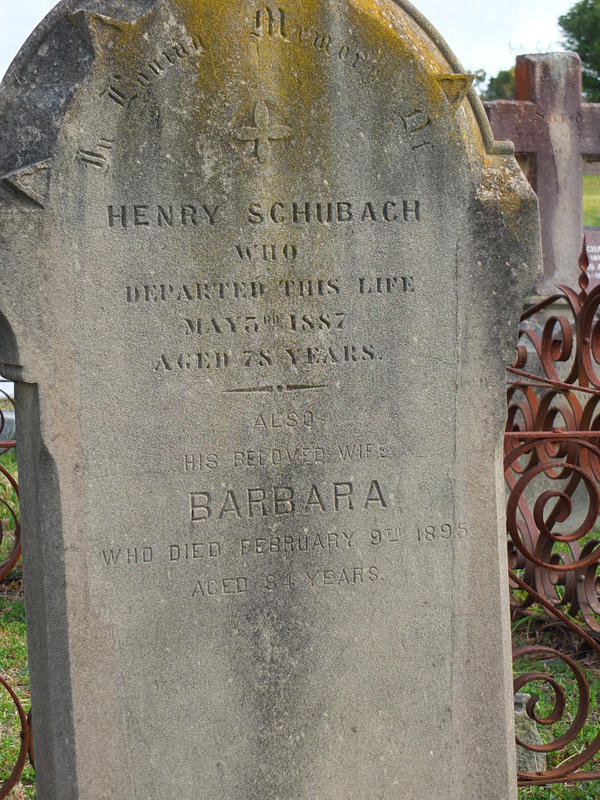 In Loving Memory Of
HENRY SCHUBACH
WHO
DEPARTED THIS LIFE
MAY 3RD 1887
AGED 78 YEARS.
ALSO
HIS BELOVED WIFE
BARBARA
WHO DIED FEBRUARY 9TH 1895
AGED 84 YEARS.